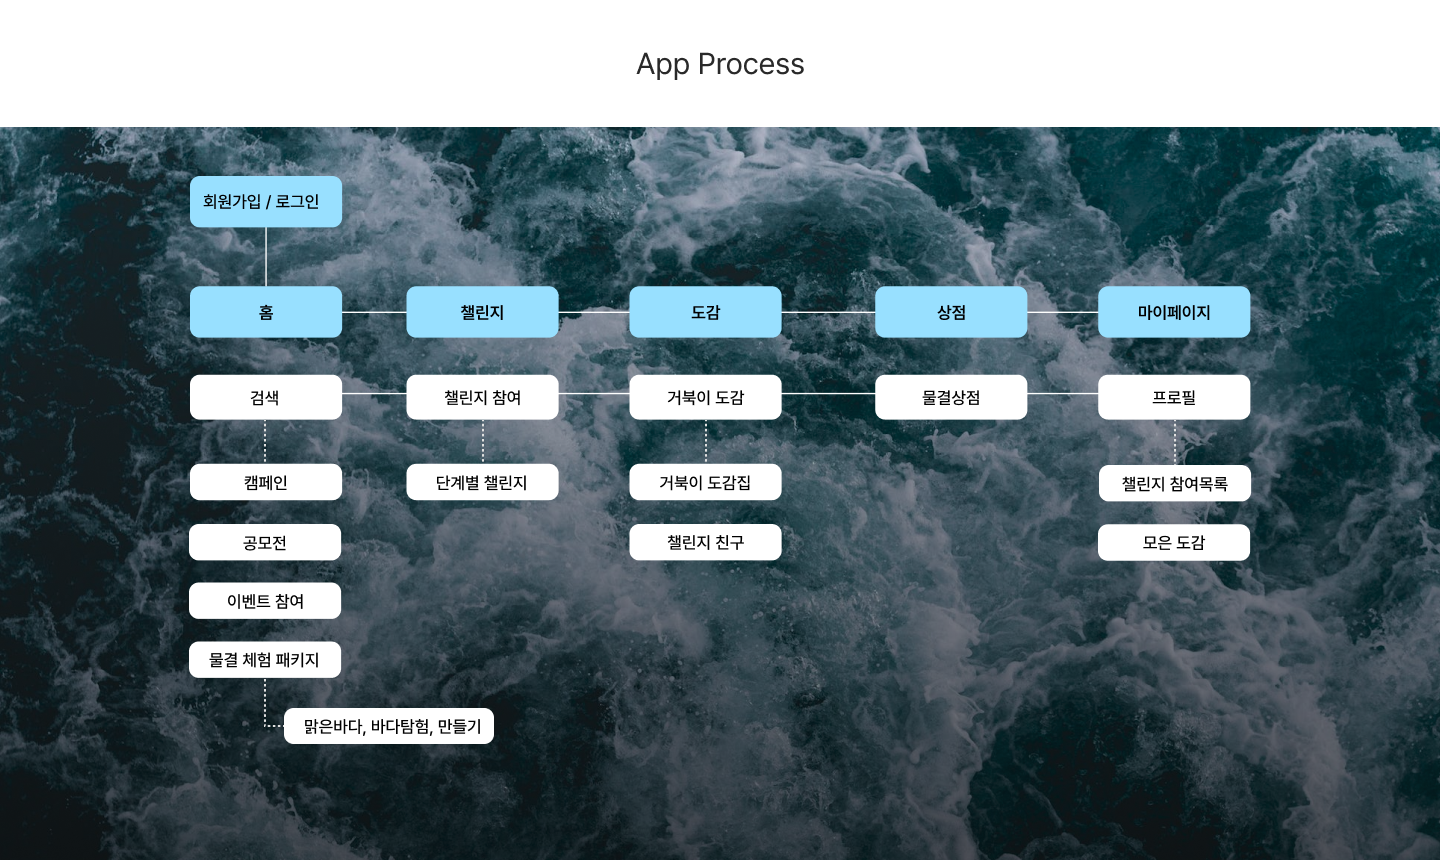 App Process
회원가입 / 로그인
홈
챌린지
도감
상점
마이페이지
검색
챌린지 참여
거북이 도감
물결상점
프로필
캠페인
단계별 챌린지
거북이 도감집
챌린지 참여목록
공모전
챌린지 친구
모은 도감
이벤트 참여
물결 체험 패키지
맑은바다, 바다탐험, 만들기